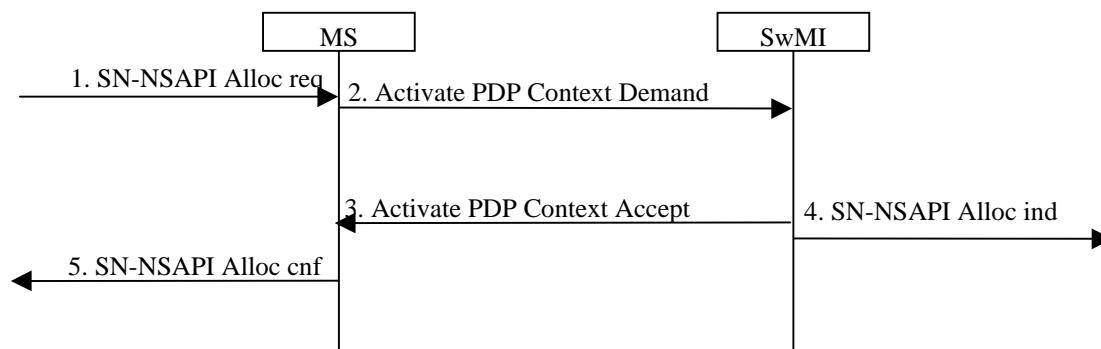 MS
SwMI
1. SN-NSAPI Alloc req
2. Activate PDP Context Demand
3. Activate PDP Context Accept
4. SN-NSAPI Alloc ind
5. SN-NSAPI Alloc cnf